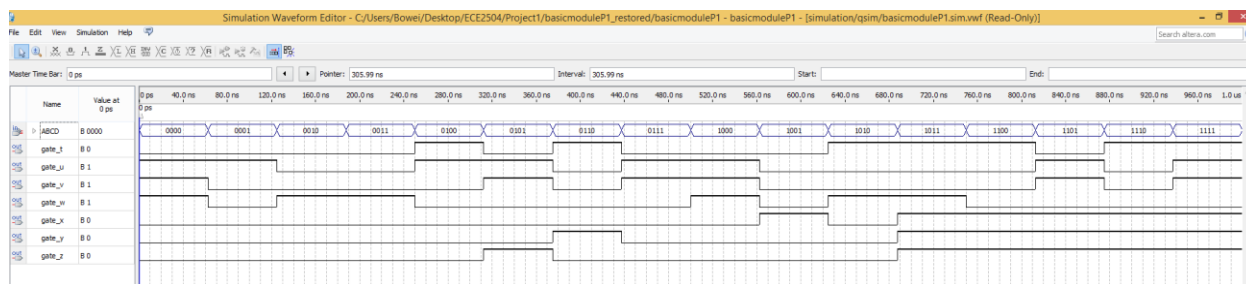 Simulation Waveform Editor - C:/Users/Bowei/Desktop/ECE2504/Project1/basicmoduleP1_restored/basicmoduleP1 - basicmoduleP1 - [simulation/qsim/basicmoduleP1.sim.vwf (Read-Only)]
File Edit View Simulation Help
Search altera.com
Master Time Bar: 0 ps Pointer: 305.99 ns Interval: 305.99 ns Start: End:
Name Value at 0 ps
0 ps 40.0 ns 80.0 ns 120.0 ns 160.0 ns 200.0 ns 240.0 ns 280.0 ns 320.0 ns 360.0 ns 400.0 ns 440.0 ns 480.0 ns 520.0 ns 560.0 ns 600.0 ns 640.0 ns 680.0 ns 720.0 ns 760.0 ns 800.0 ns 840.0 ns 880.0 ns 920.0 ns 960.0 ns 1.0 us
0 ps
ABCD B 0000 0000 0001 0010 0011 0100 0101 0110 0111 1000 1001 1010 1011 1100 1101 1110 1111
gate_t B 0
gate_u B 1
gate_v B 1
gate_w B 1
gate_x B 0
gate_y B 0
gate_z B 0